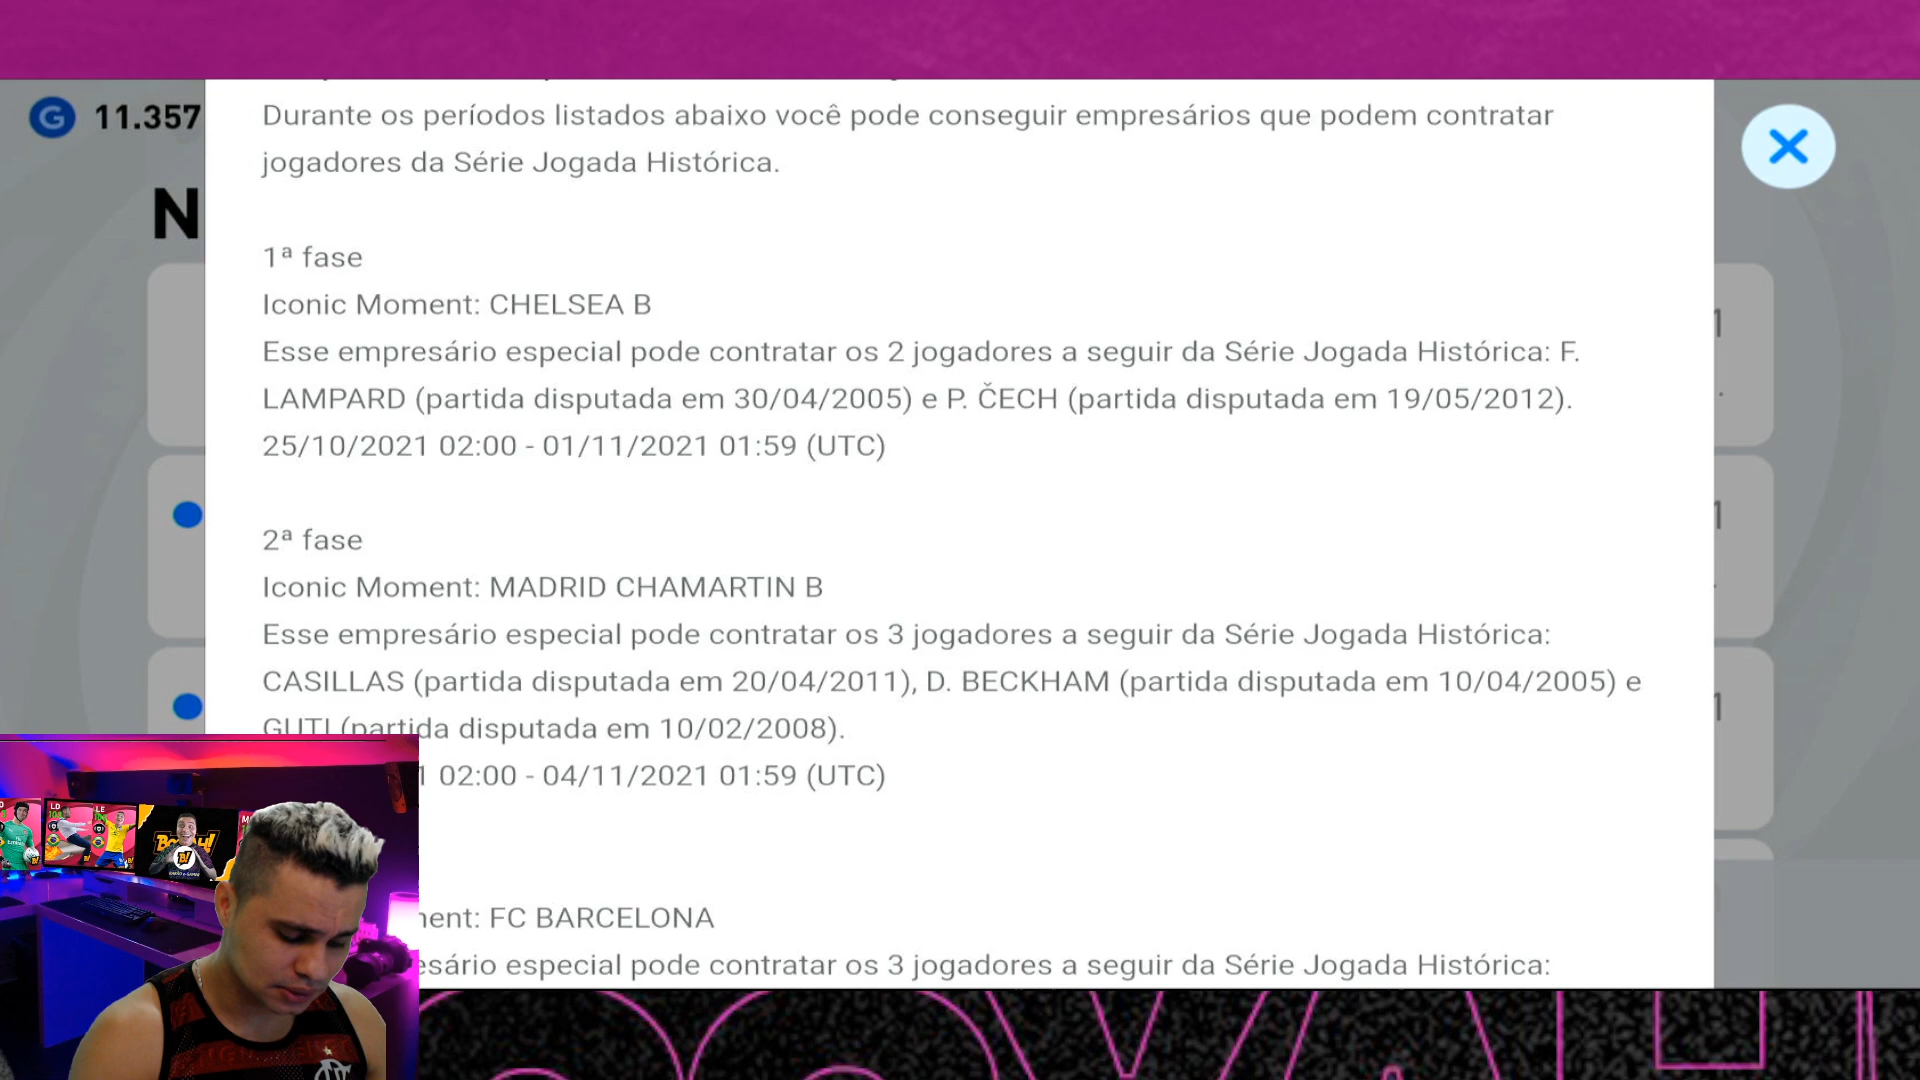 11.357
N
Durante os períodos listados abaixo você pode conseguir empresários que podem contratar
jogadores da Série Jogada Histórica.
1ª fase
Iconic Moment: CHELSEA B
Esse empresário especial pode contratar os 2 jogadores a seguir da Série Jogada Histórica: F.
LAMPARD (partida disputada em 30/04/2005) e P. ČECH (partida disputada em 19/05/2012).
25/10/2021 02:00 - 01/11/2021 01:59 (UTC)
2ª fase
Iconic Moment: MADRID CHAMARTIN B
Esse empresário especial pode contratar os 3 jogadores a seguir da Série Jogada Histórica:
CASILLAS (partida disputada em 20/04/2011), D. BECKHAM (partida disputada em 10/04/2005) e
GUTI (partida disputada em 10/02/2008).
02:00 - 04/11/2021 01:59 (UTC)
FC BARCELONA
especial pode contratar os 3 jogadores a seguir da Série Jogada Histórica: